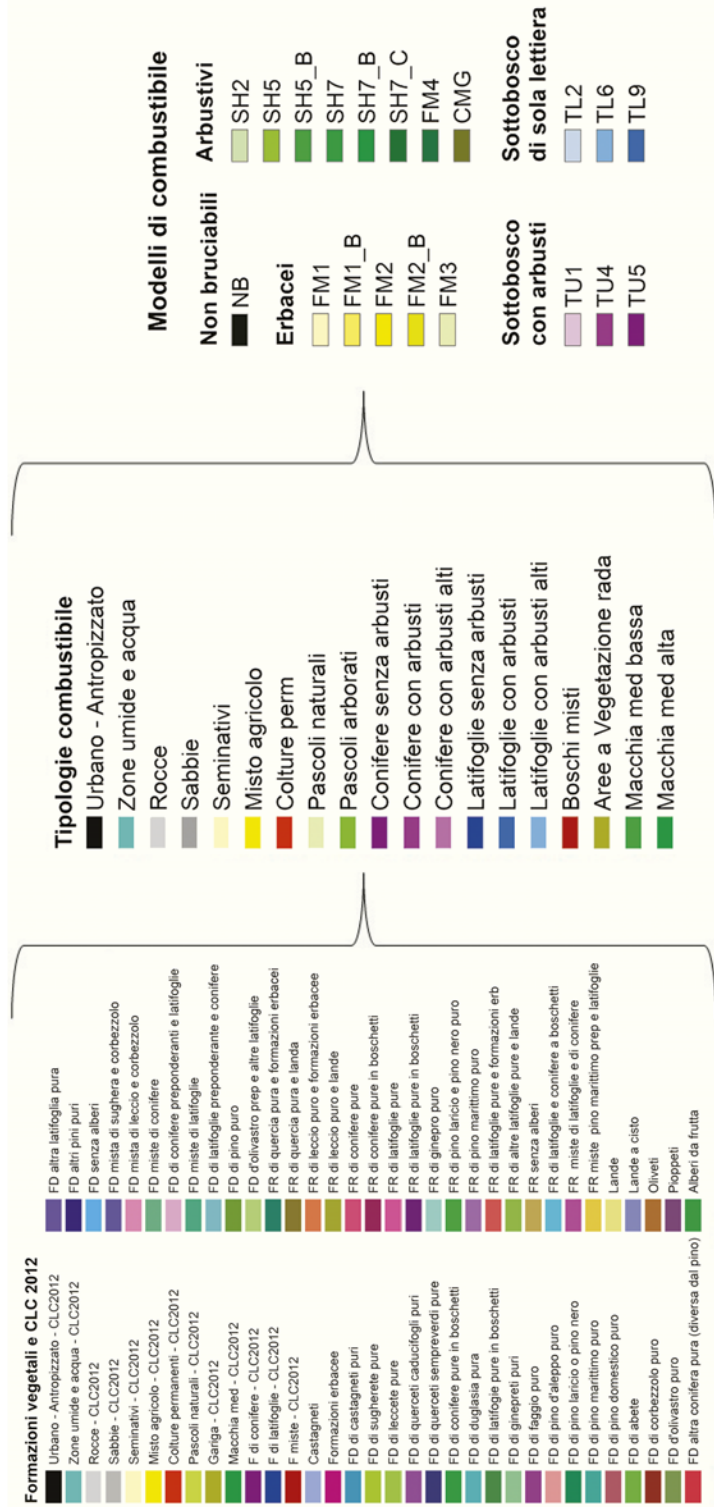 Formazioni vegetali e CLC 2012
Urbano - Antropizzato - CLC2012
Zone umide e acqua - CLC2012
Rocce - CLC2012
Sabbie - CLC2012
Seminativi - CLC2012
Misto agricolo - CLC2012
Colture permanenti - CLC2012
Pascoli naturali - CLC2012
Gariga - CLC2012
Macchia med - CLC2012
F di conifere - CLC2012
F di latifoglie - CLC2012
F miste - CLC2012
Castagneti
Formazioni erbacee
FD di castagneti puri
FD di sugherete pure
FD di leccete pure
FD di querceti caducifogli puri
FD di querceti sempreverdi pure
FD di conifere pure in boschetti
FD di duglasia pura
FD di latifogie pure in boschetti
FD di ginepreti puri
FD di faggio puro
FD di pino d'aleppo puro
FD di pino laricio o pino nero
FD di pino marittimo puro
FD di pino domestico puro
FD di abete
FD di corbezzolo puro
FD d'olivastro puro
FD altra conifera pura (diversa dal pino)
FD altra latifoglia pura
FD altri pini puri
FD senza alberi
FD mista di sughera e corbezzolo
FD mista di leccio e corbezzolo
FD miste di conifere
FD di conifere preponderanti e latifoglie
FD miste di latifoglie
FD di latifoglie preponderante e conifere
FD di pino puro
FD d'olivastro prep e altre latifoglie
FR di quercia pura e formazioni erbacei
FR di quercia pura e landa
FR di leccio puro e formazioni erbacee
FR di leccio puro e lande
FR di conifere pure
FR di conifere pure in boschetti
FR di latifoglie pure
FR di latifoglie pure in boschetti
FR di ginepro puro
FR di pino laricio e pino nero puro
FR di pino marittimo puro
FR di latifoglie pure e formazioni erb
FR di altre latifoglie pure e lande
FR senza alberi
FR di latifoglie e conifere a boschetti
FR miste di latifoglie e di conifere
FR miste pino marittimo prep e latifoglie
Lande
Lande a cisto
Oliveti
Pioppeti
Alberi da frutta
Tipologie combustibile
Urbano - Antropizzato
Zone umide e acqua
Rocce
Sabbie
Seminativi
Misto agricolo
Colture perm
Pascoli naturali
Pascoli arborati
Conifere senza arbusti
Conifere con arbusti
Conifere con arbusti alti
Latifoglie senza arbusti
Latifoglie con arbusti
Latifoglie con arbusti alti
Boschi misti
Aree a Vegetazione rada
Macchia med bassa
Macchia med alta
Modelli di combustibile
Non bruciabili
NB
Erbacei
FM1
FM1_B
FM2
FM2_B
FM3
Arbustivi
SH2
SH5
SH5_B
SH7
SH7_B
SH7_C
FM4
CMG
Sottobosco
con arbusti
TU1
TU4
TU5
Sottobosco
di sola lettiera
TL2
TL6
TL9